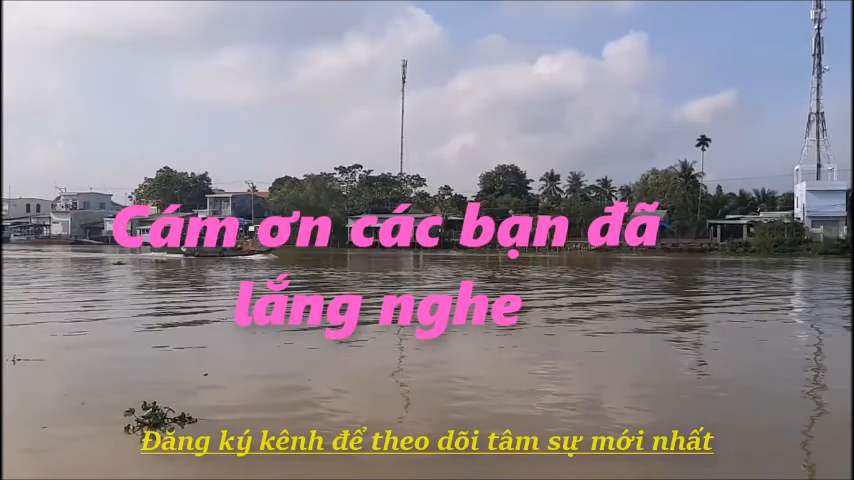 Cám ơn các bạn đã
lắng nghe
Đăng ký kênh để theo dõi tâm sự mới nhất